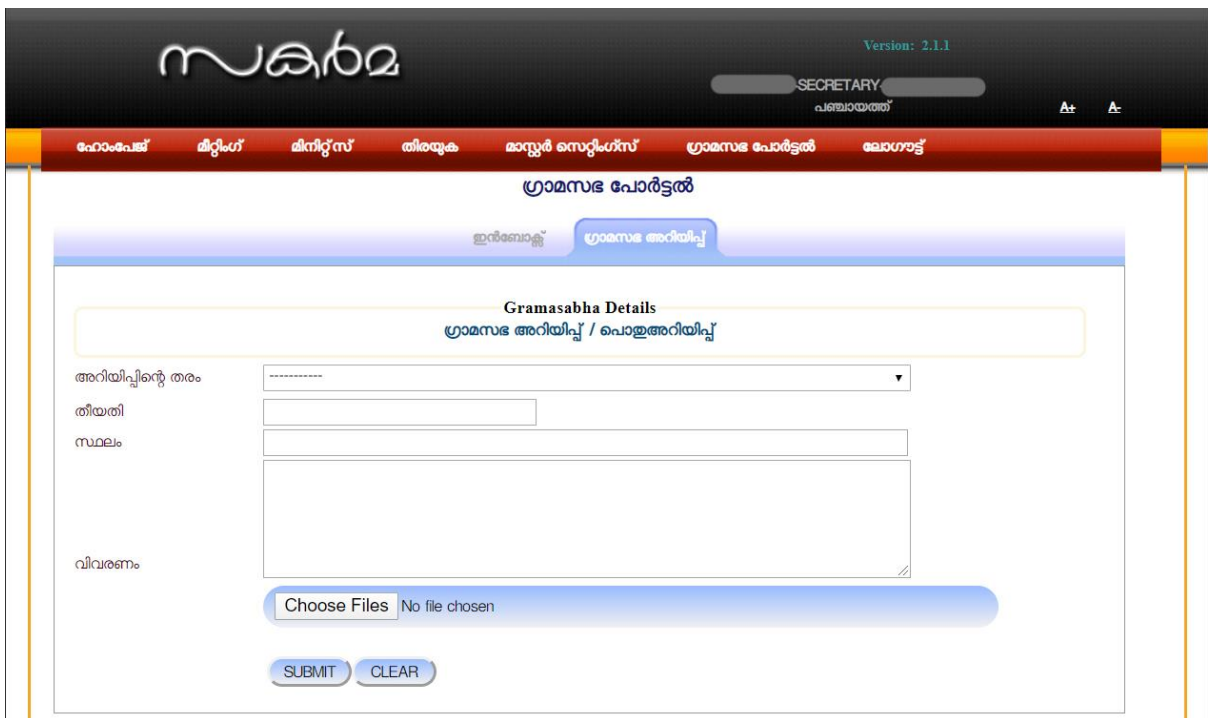 സകർമ
Version: 2.1.1
SECRETARY
പഞ്ചായത്ത്
A+ A-
ഹോംപേജ് മീറ്റിംഗ് മിനിറ്റ്സ് തിരയുക മാസ്റ്റർ സെറ്റിംഗ്സ് ഗ്രാമസഭ പോർട്ടൽ ലോഗൗട്ട്
ഗ്രാമസഭ പോർട്ടൽ
ഇൻബോക്സ് ഗ്രാമസഭ അറിയിപ്പ്
Gramasabha Details
ഗ്രാമസഭ അറിയിപ്പ് / പൊതുഅറിയിപ്പ്
അറിയിപ്പിന്റെ തരം -----------
തീയതി
സ്ഥലം
വിവരണം
Choose Files No file chosen
SUBMIT CLEAR